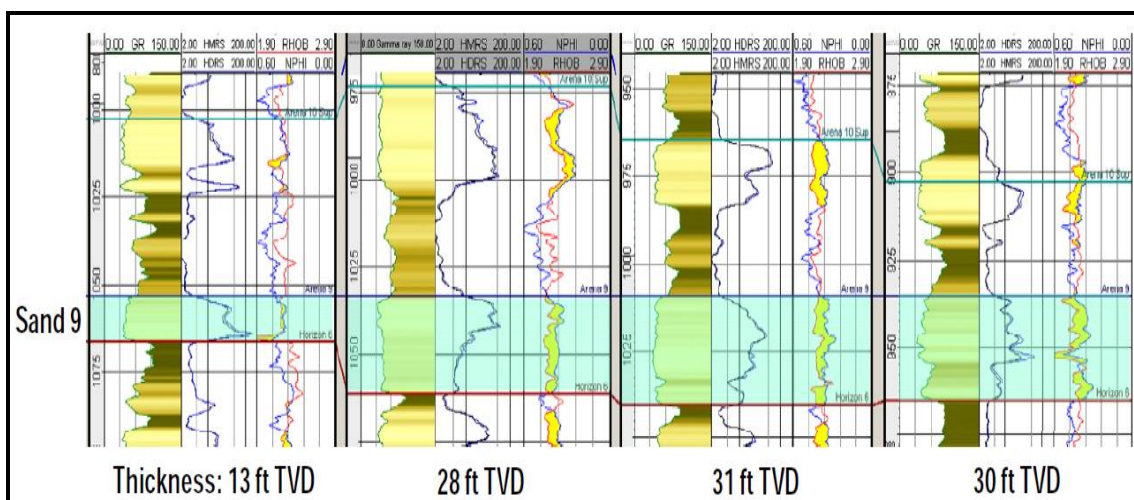 0.00 GR 150.00 2.00 HMRS 200.00 1.90 RHOB 2.90
2.00 HDRS 200.00 0.60 NPHI 0.00
0.00 Gamma ray 150.00 2.00 HMRS 200.00 0.60 NPHI 0.00
2.00 HDRS 200.00 1.90 RHOB 2.90
0.00 GR 150.00 2.00 HDRS 200.00 0.60 NPHI 0.00
2.00 HMRS 200.00 1.90 RHOB 2.90
0.00 GR 150.00 2.00 HDRS 200.00 0.60 NPHI 0.00
2.00 HMRS 200.00 1.90 RHOB 2.90
1000
1025
1050
1075
Arena 10 Sup
Horizon 6
975
1000
1025
1050
Arena 10 Sup
Arena 9
Horizon 6
950
975
1000
1025
Arena 10 Sup
Arena 9
Horizon 6
975
900
925
950
975
Arena 10 Sup
Arena 9
Horizon 6
Sand 9
Thickness: 13 ft TVD 28 ft TVD 31 ft TVD 30 ft TVD